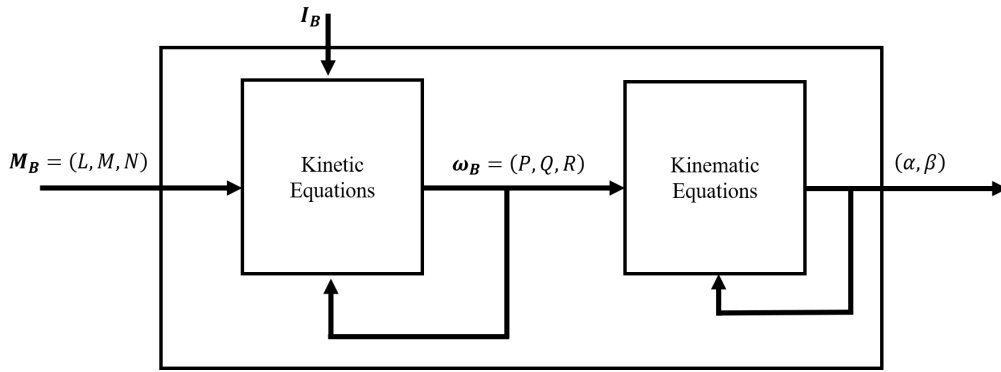 I_B
M_B = (L, M, N)
Kinetic
Equations
ω_B = (P, Q, R)
Kinematic
Equations
(α, β)